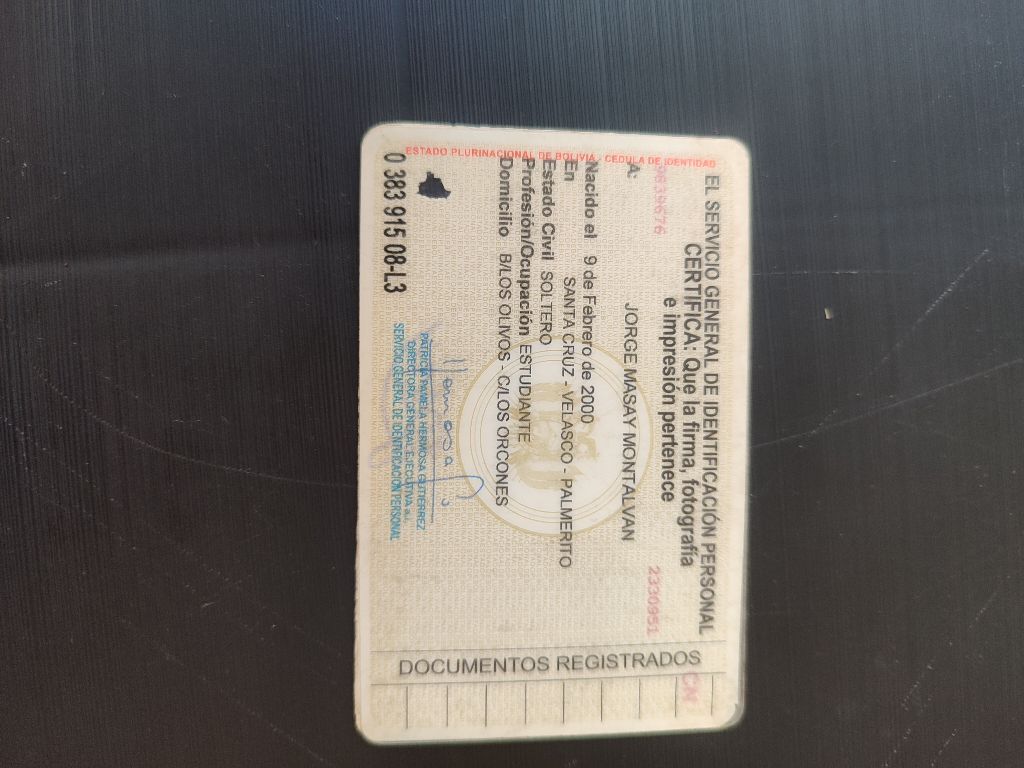 EL SERVICIO GENERAL DE IDENTIFICACIÓN PERSONAL
CERTIFICA: Que la firma, fotografía
e impresión pertenece
2330951
CN
A: JORGE MASAY MONTALVAN
Nacido el 9 de Febrero de 2000
En SANTA CRUZ - VELASCO - PALMERITO
Estado Civil SOLTERO
Profesión/Ocupación ESTUDIANTE
Domicilio B/LOS OLIVOS - C/LOS ORCONES
PATRICIA PAMELA HERMOSA GUTIERREZ
DIRECTORA GENERAL EJECUTIVA a.i.
SERVICIO GENERAL DE IDENTIFICACIÓN PERSONAL
0 383 915 08-L3
ESTADO PLURINACIONAL DE BOLIVIA - CEDULA DE IDENTIDAD
DOCUMENTOS REGISTRADOS